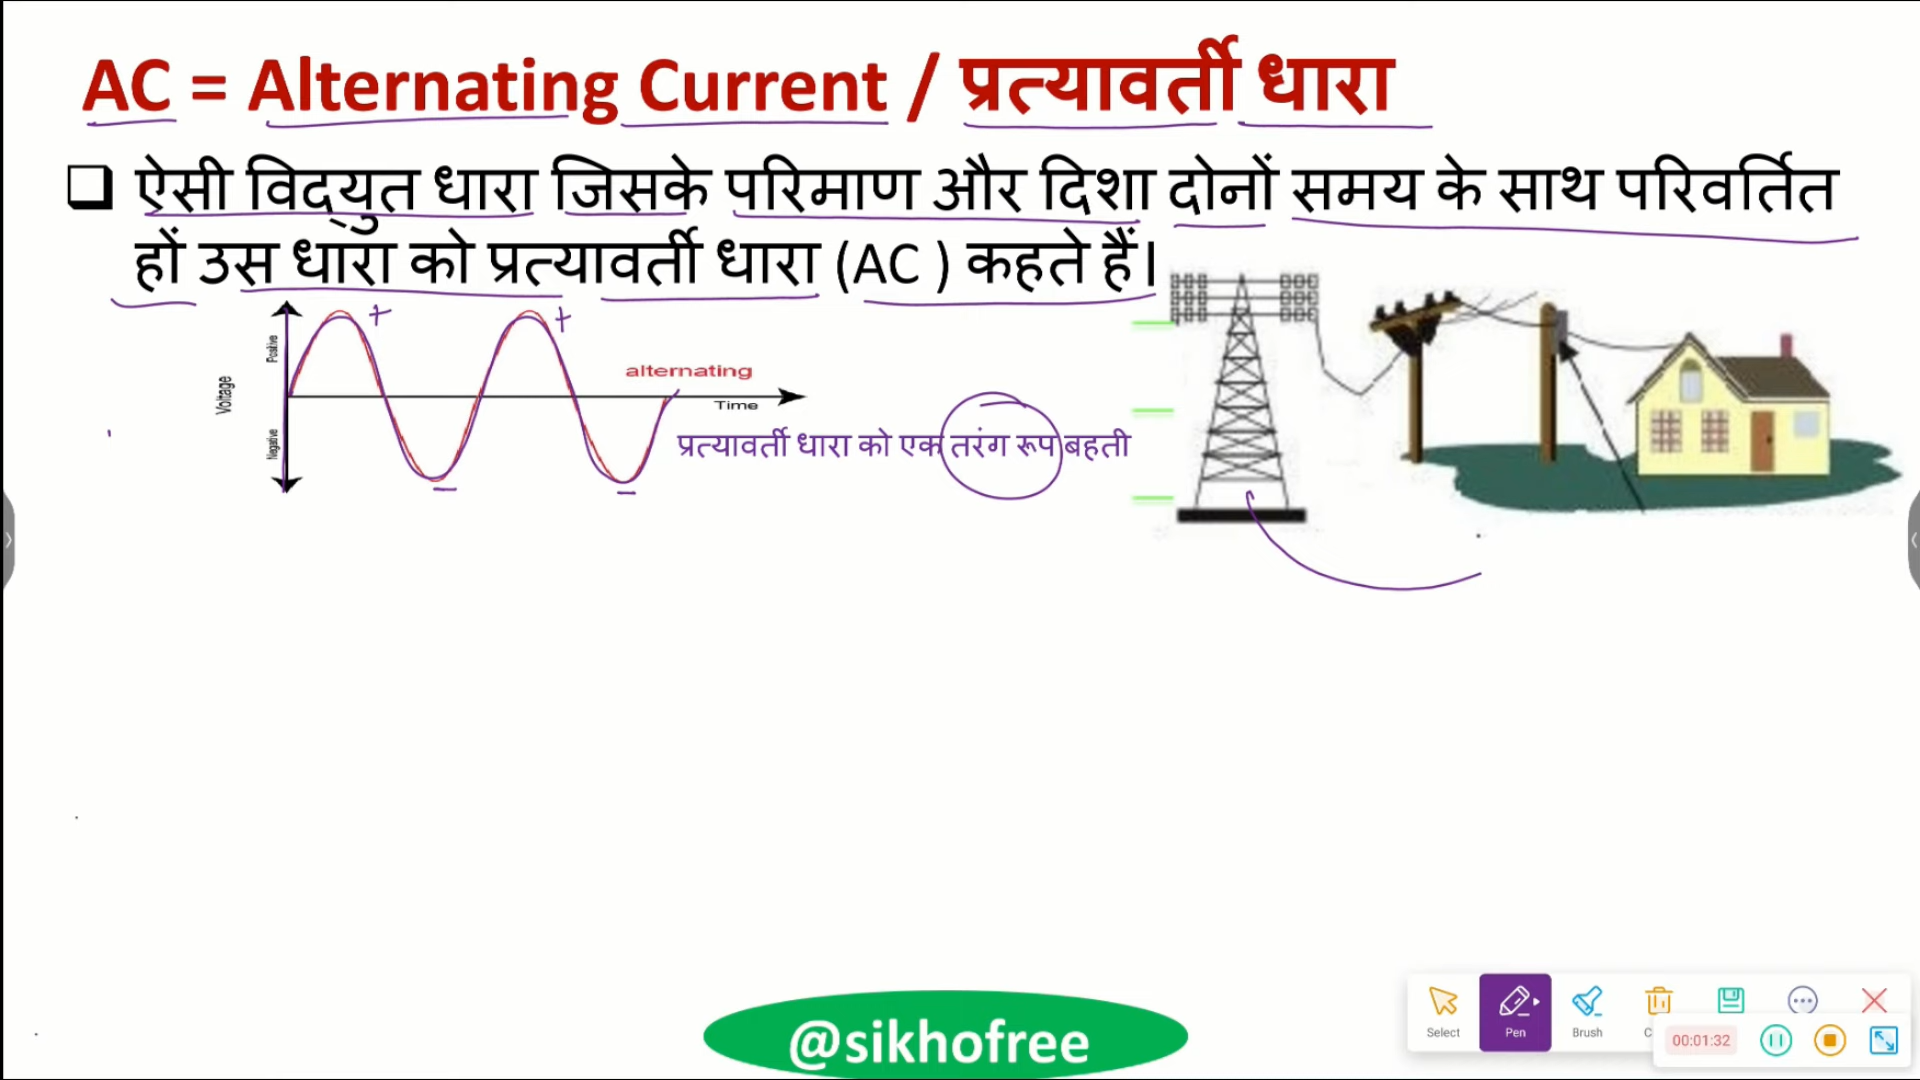 AC = Alternating Current / प्रत्यावर्ती धारा
ऐसी विद्युत धारा जिसके परिमाण और दिशा दोनों समय के साथ परिवर्तित
हों उस धारा को प्रत्यावर्ती धारा (AC ) कहते हैं।
+ +
Positive
Voltage
Negative
alternating
Time
प्रत्यावर्ती धारा को एक तरंग रूप बहती
- -
@sikhofree
Select Pen Brush C
00:01:32